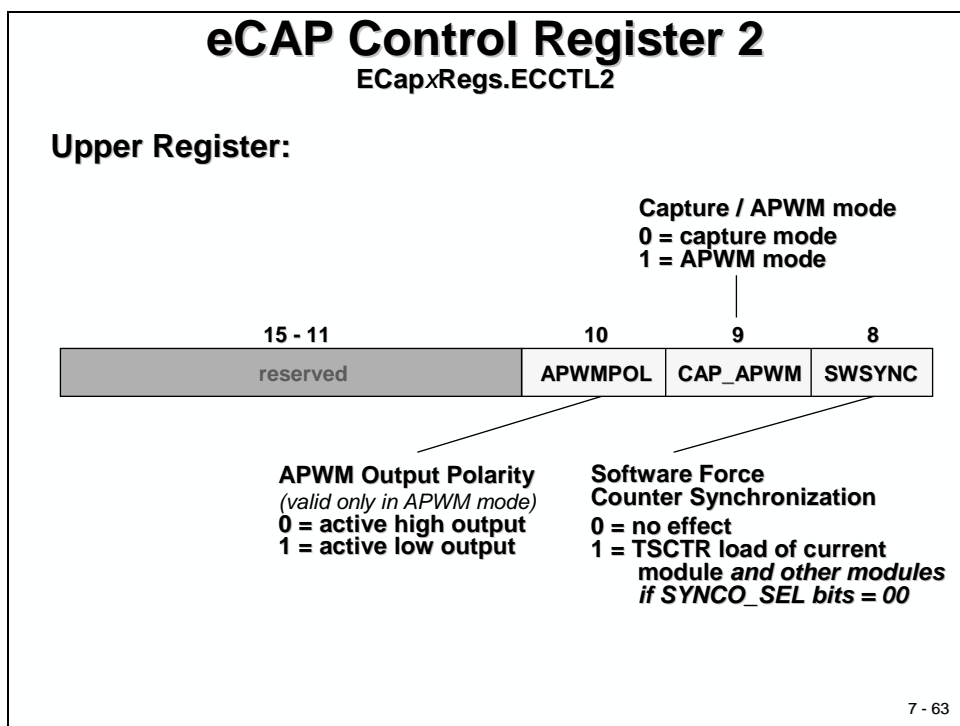 eCAP Control Register 2
ECapxRegs.ECCTL2
Upper Register:
Capture / APWM mode
0 = capture mode
1 = APWM mode
15 - 11 10 9 8
reserved APWMPOL CAP_APWM SWSYNC
APWM Output Polarity
(valid only in APWM mode)
0 = active high output
1 = active low output
Software Force
Counter Synchronization
0 = no effect
1 = TSCTR load of current
module and other modules
if SYNCO_SEL bits = 00
7 - 63